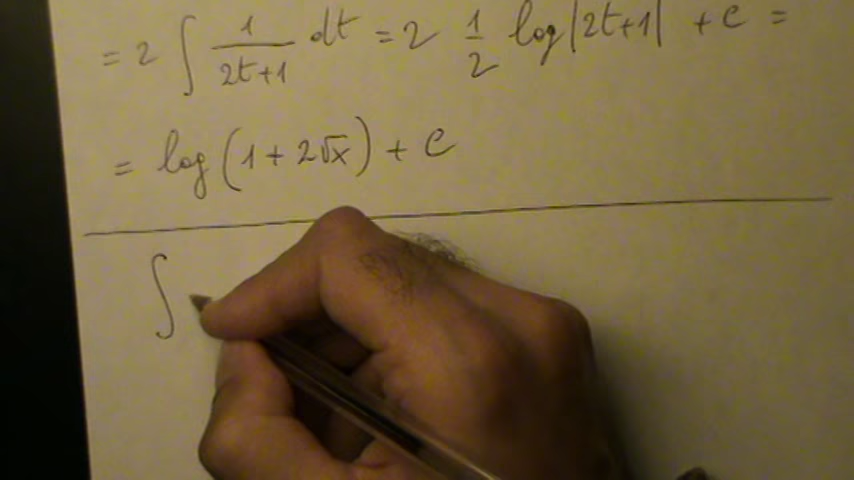 = 2 ∫ 1/(2t+1) dt = 2 1/2 log|2t+1| + c =
= log(1 + 2√x) + c
∫